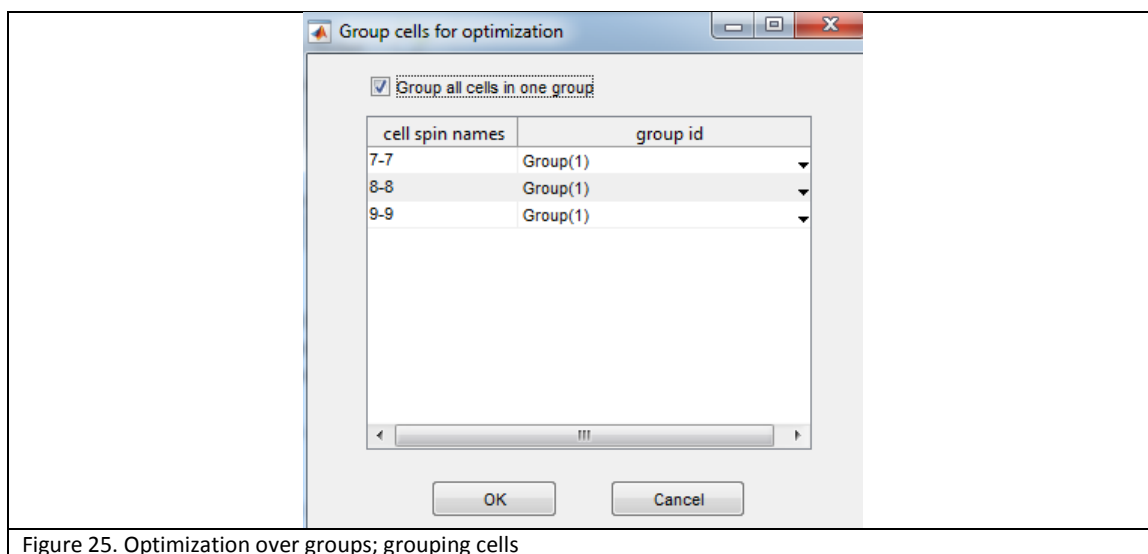 Group cells for optimization
Group all cells in one group
cell spin names group id
7-7 Group(1)
8-8 Group(1)
9-9 Group(1)
OK Cancel
Figure 25. Optimization over groups; grouping cells